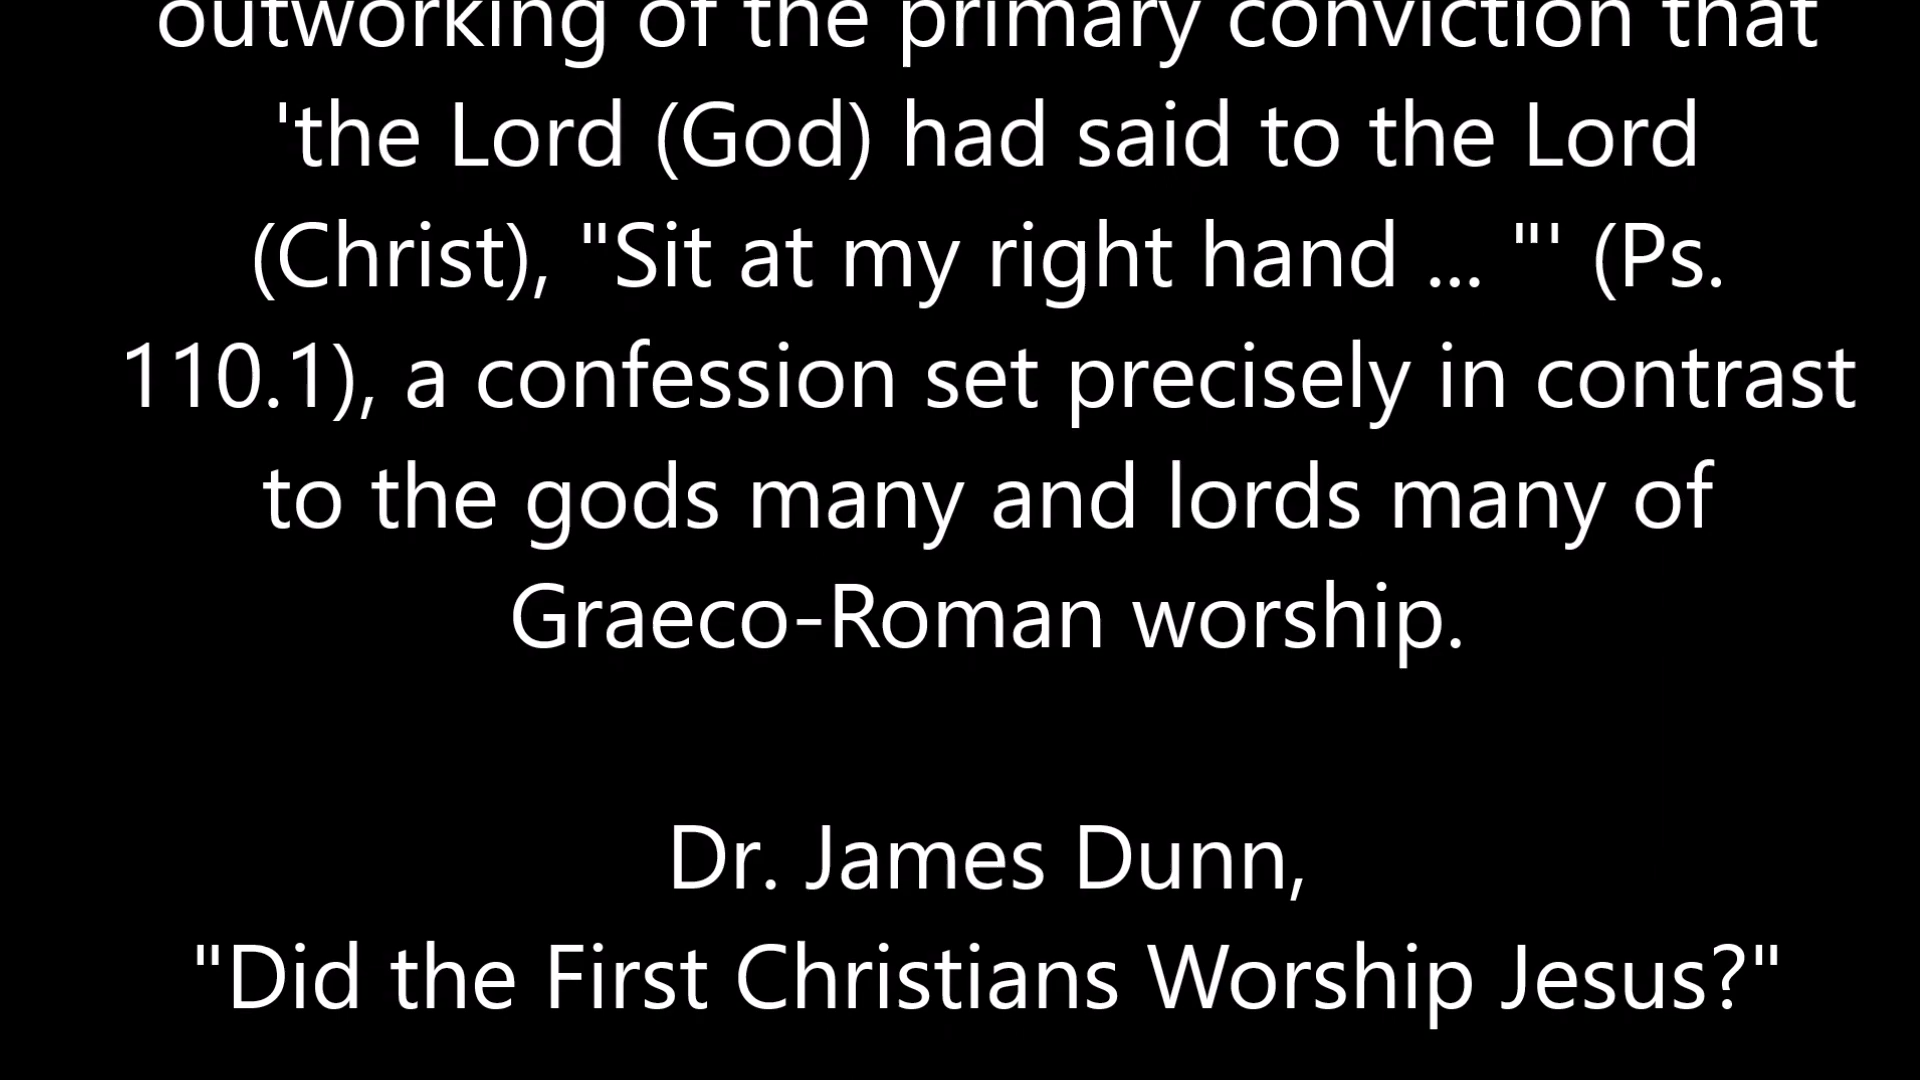 outworking of the primary conviction that
'the Lord (God) had said to the Lord
(Christ), "Sit at my right hand ... "' (Ps.
110.1), a confession set precisely in contrast
to the gods many and lords many of
Graeco-Roman worship.
Dr. James Dunn,
"Did the First Christians Worship Jesus?"